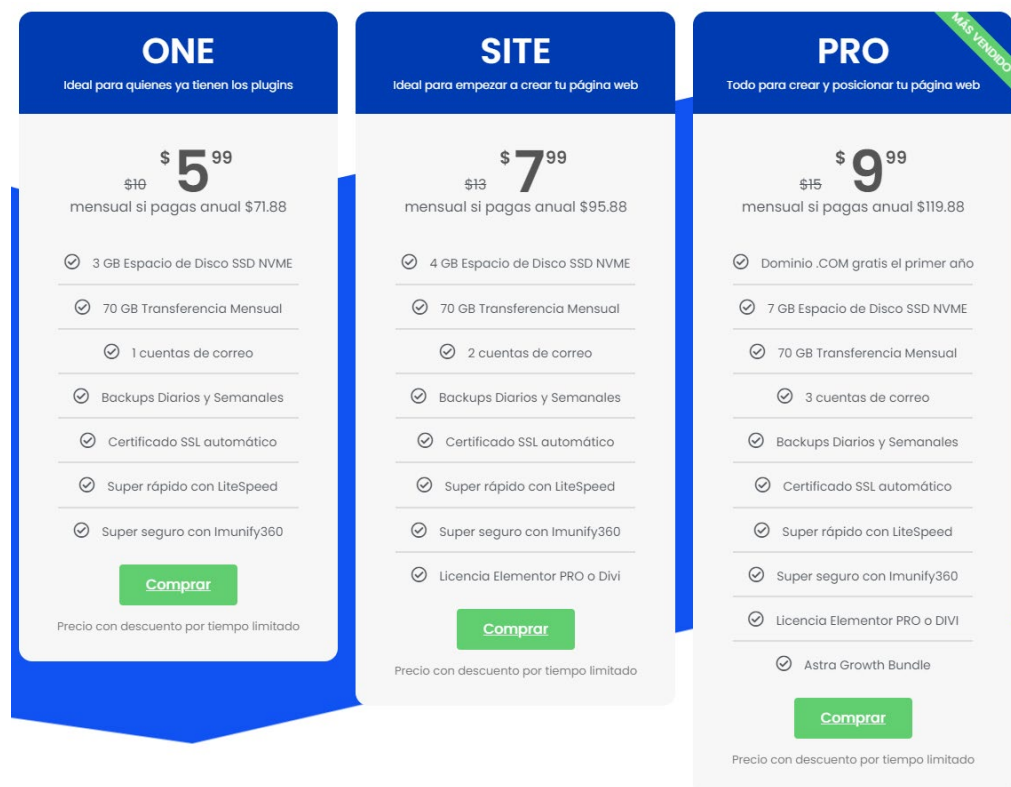 ONE
Ideal para quienes ya tienen los plugins
$10 $ 5 99
mensual si pagas anual $71.88
3 GB Espacio de Disco SSD NVME
70 GB Transferencia Mensual
1 cuentas de correo
Backups Diarios y Semanales
Certificado SSL automático
Super rápido con LiteSpeed
Super seguro con Imunify360
Comprar
Precio con descuento por tiempo limitado
SITE
Ideal para empezar a crear tu página web
$13 $ 7 99
mensual si pagas anual $95.88
4 GB Espacio de Disco SSD NVME
70 GB Transferencia Mensual
2 cuentas de correo
Backups Diarios y Semanales
Certificado SSL automático
Super rápido con LiteSpeed
Super seguro con Imunify360
Licencia Elementor PRO o Divi
Comprar
Precio con descuento por tiempo limitado
MÁS VENDIDO
PRO
Todo para crear y posicionar tu página web
$15 $ 9 99
mensual si pagas anual $119.88
Dominio .COM gratis el primer año
7 GB Espacio de Disco SSD NVME
70 GB Transferencia Mensual
3 cuentas de correo
Backups Diarios y Semanales
Certificado SSL automático
Super rápido con LiteSpeed
Super seguro con Imunify360
Licencia Elementor PRO o DIVI
Astra Growth Bundle
Comprar
Precio con descuento por tiempo limitado